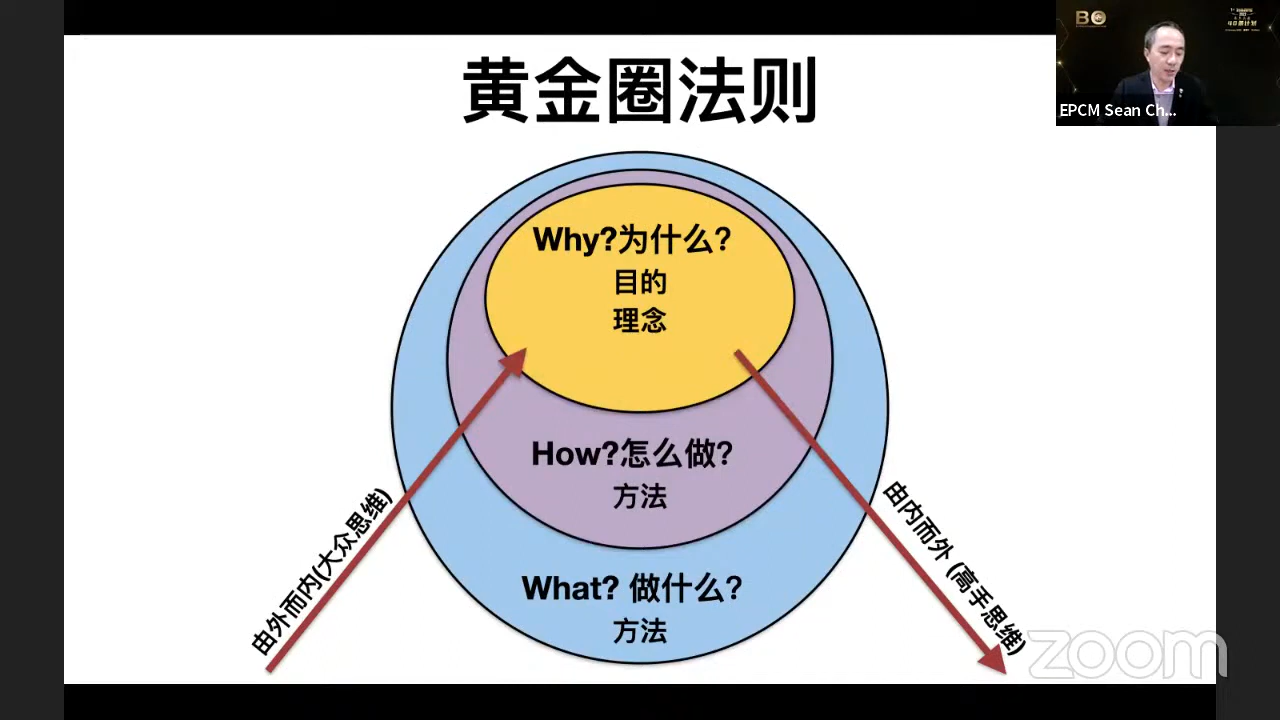 黄金圈法则
BO
EPCM Sean Ch...
Why?为什么?
目的
理念
How?怎么做?
方法
What? 做什么?
方法
由外而内(大众思维)
由内而外 (高手思维)
zoom